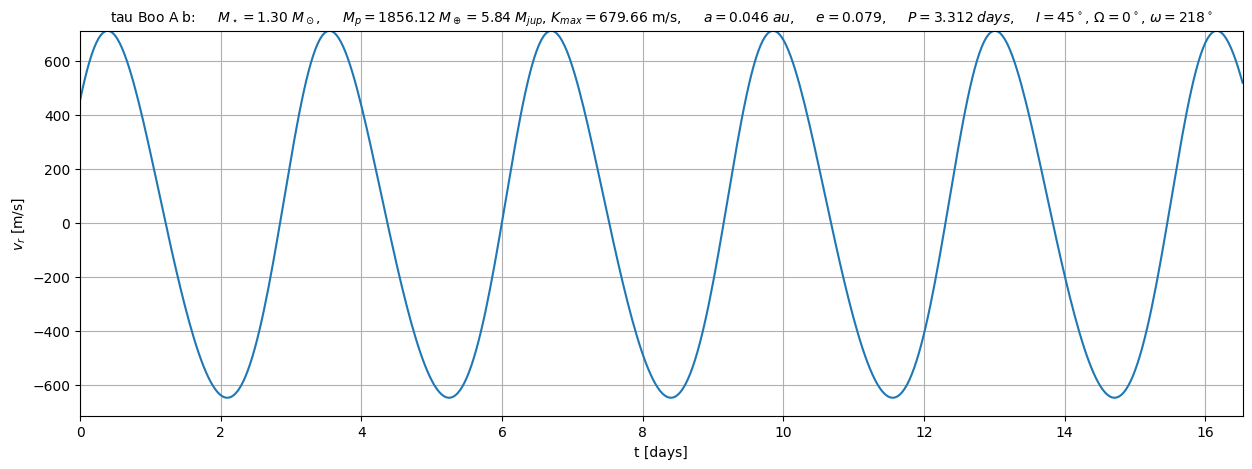 tau Boo A b: M⋆ = 1.30 M⊙, Mp = 1856.12 M⊕ = 5.84 Mjup, Kmax = 679.66 m/s, a = 0.046 au, e = 0.079, P = 3.312 days, I = 45°, Ω = 0°, ω = 218°
600
400
200
0
−200
−400
−600
vr [m/s]
0 2 4 6 8 10 12 14 16
t [days]